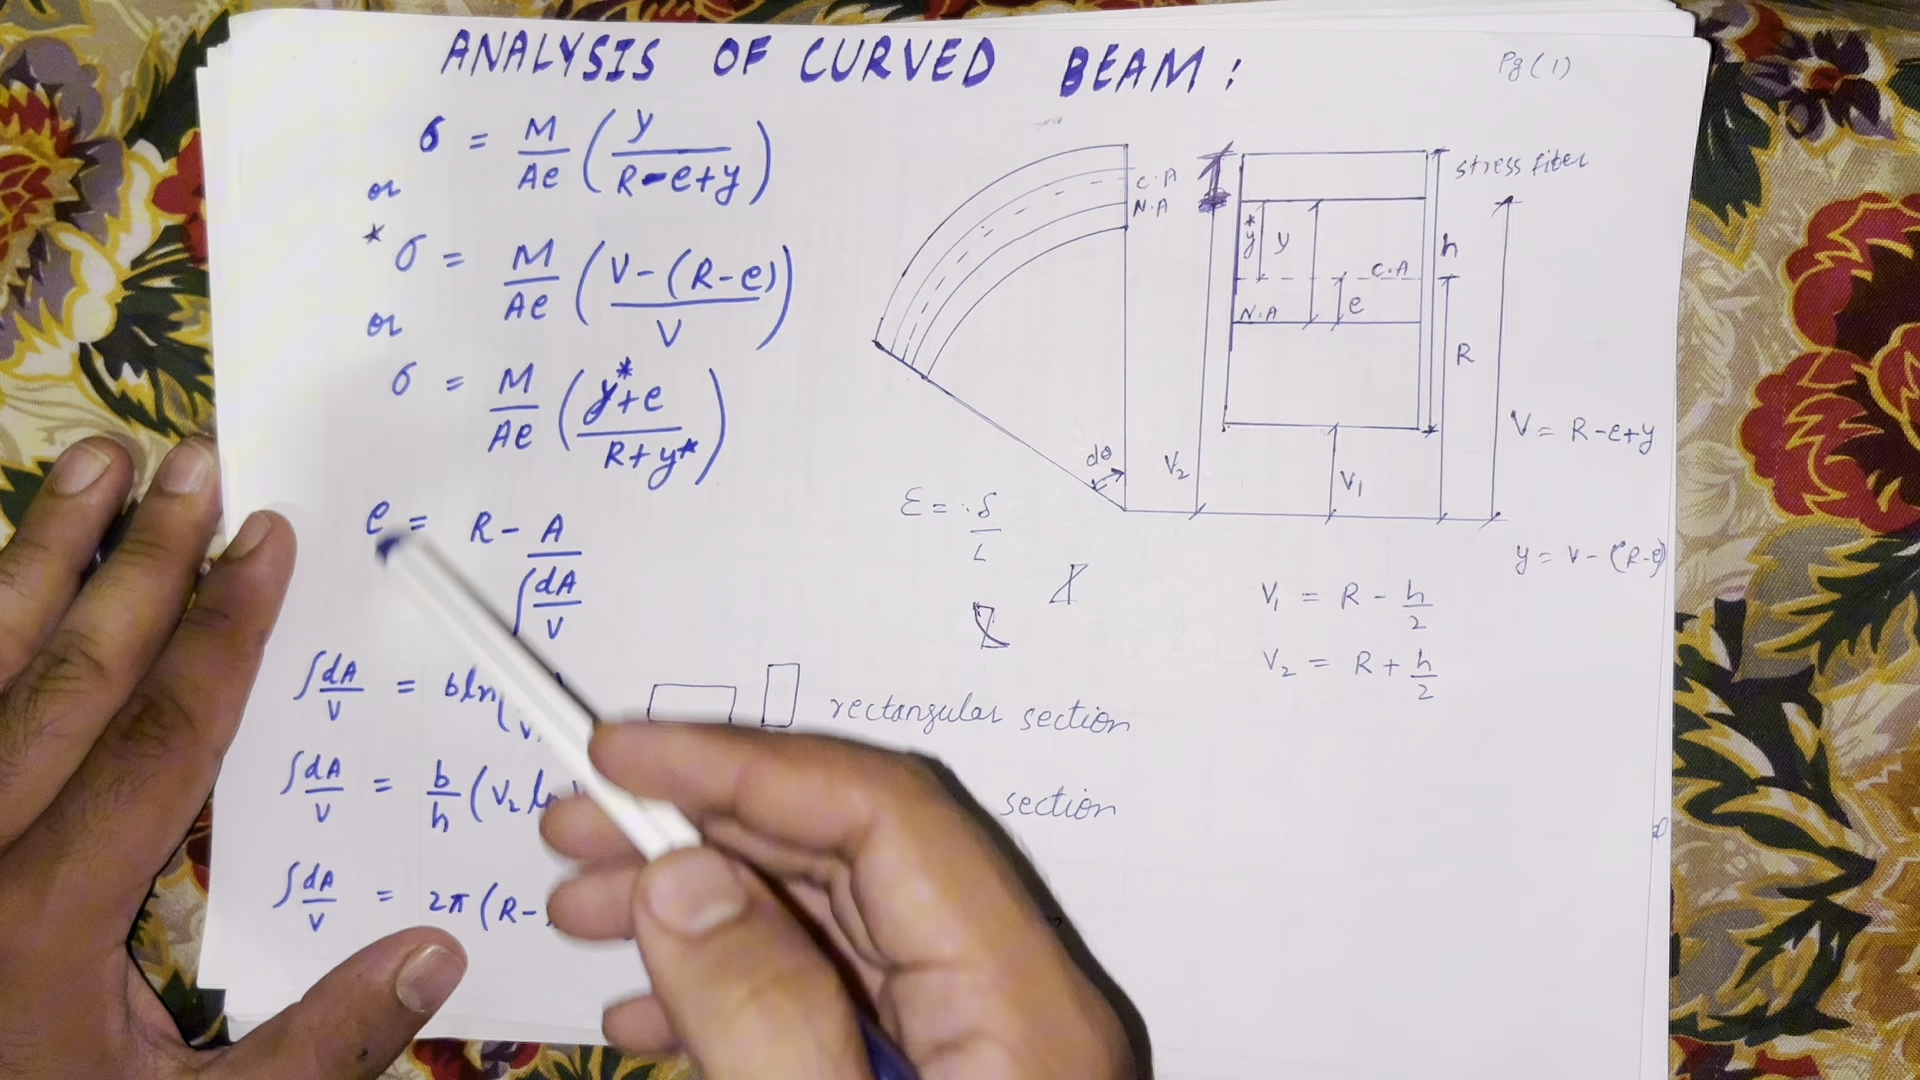 ANALYSIS OF CURVED BEAM :
Pg (1)
σ = M/Ae (y/(R-e+y))
or
* σ = M/Ae ((V-(R-e))/V)
or
σ = M/Ae ((y*+e)/(R+y*))
e = R - A/∫dA/V
∫dA/V = bln(
rectangular section
∫dA/V = b/h (V₂ ln
section
∫dA/V = 2π (R-
C.A
N.A
dθ
ε = δ/L
stress fiber
y*
y
C.A
h
N.A
e
R
V₂
V₁
V = R-e+y
y = V-(R-e)
V₁ = R - h/2
V₂ = R + h/2